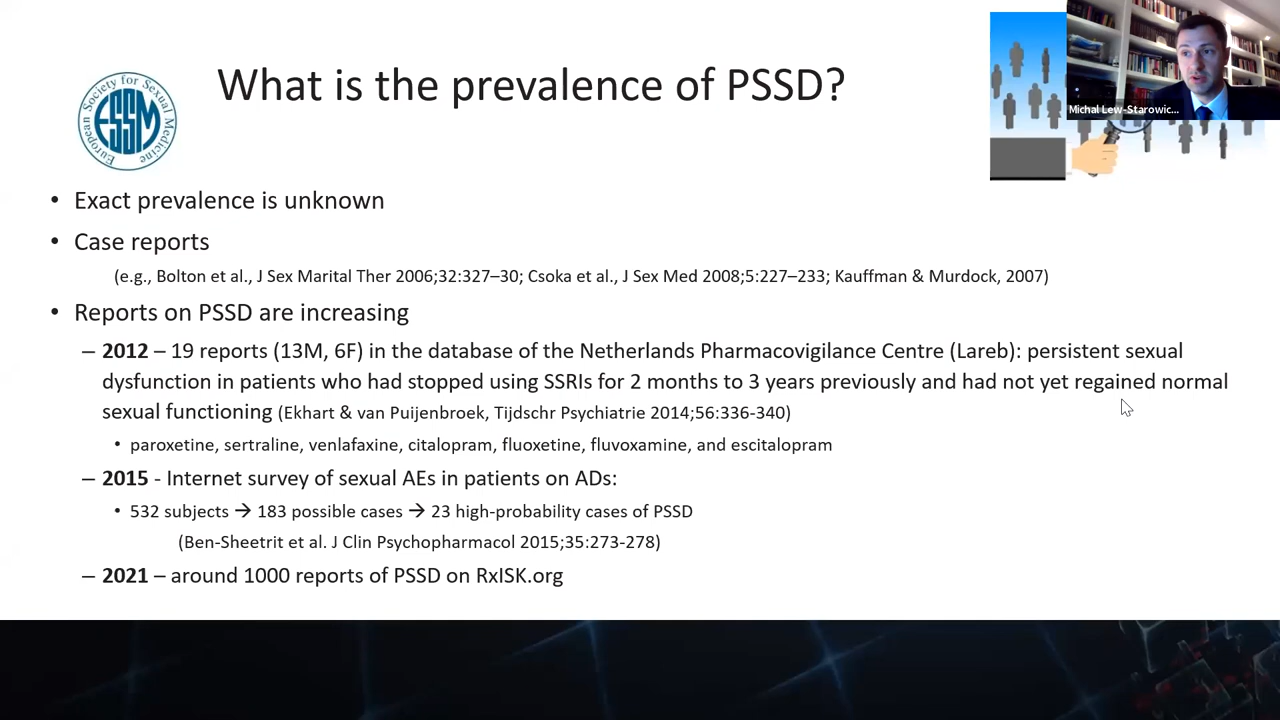 European Society for Sexual Medicine
ESSM
What is the prevalence of PSSD?
Michal Lew-Starowic...
• Exact prevalence is unknown
• Case reports
(e.g., Bolton et al., J Sex Marital Ther 2006;32:327–30; Csoka et al., J Sex Med 2008;5:227–233; Kauffman & Murdock, 2007)
• Reports on PSSD are increasing
– 2012 – 19 reports (13M, 6F) in the database of the Netherlands Pharmacovigilance Centre (Lareb): persistent sexual
dysfunction in patients who had stopped using SSRIs for 2 months to 3 years previously and had not yet regained normal
sexual functioning (Ekhart & van Puijenbroek, Tijdschr Psychiatrie 2014;56:336-340)
• paroxetine, sertraline, venlafaxine, citalopram, fluoxetine, fluvoxamine, and escitalopram
– 2015 - Internet survey of sexual AEs in patients on ADs:
• 532 subjects → 183 possible cases → 23 high-probability cases of PSSD
(Ben-Sheetrit et al. J Clin Psychopharmacol 2015;35:273-278)
– 2021 – around 1000 reports of PSSD on RxISK.org